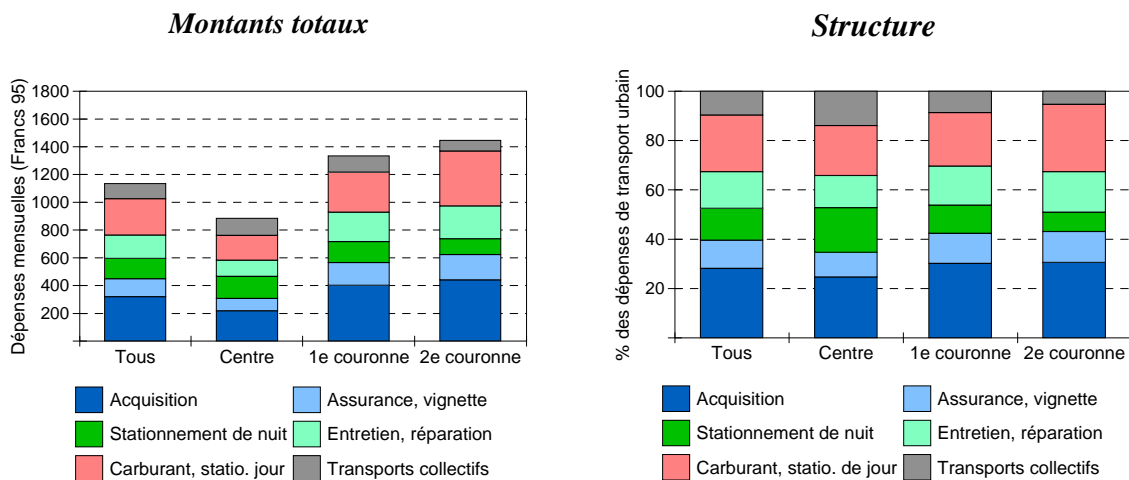 Montants totaux
Dépenses mensuelles (Francs 95)
1800
1600
1400
1200
1000
800
600
400
200
Tous Centre 1e couronne 2e couronne
Acquisition Assurance, vignette
Stationnement de nuit Entretien, réparation
Carburant, statio. jour Transports collectifs
Structure
% des dépenses de transport urbain
100
80
60
40
20
Tous Centre 1e couronne 2e couronne
Acquisition Assurance, vignette
Stationnement de nuit Entretien, réparation
Carburant, statio. de jour Transports collectifs